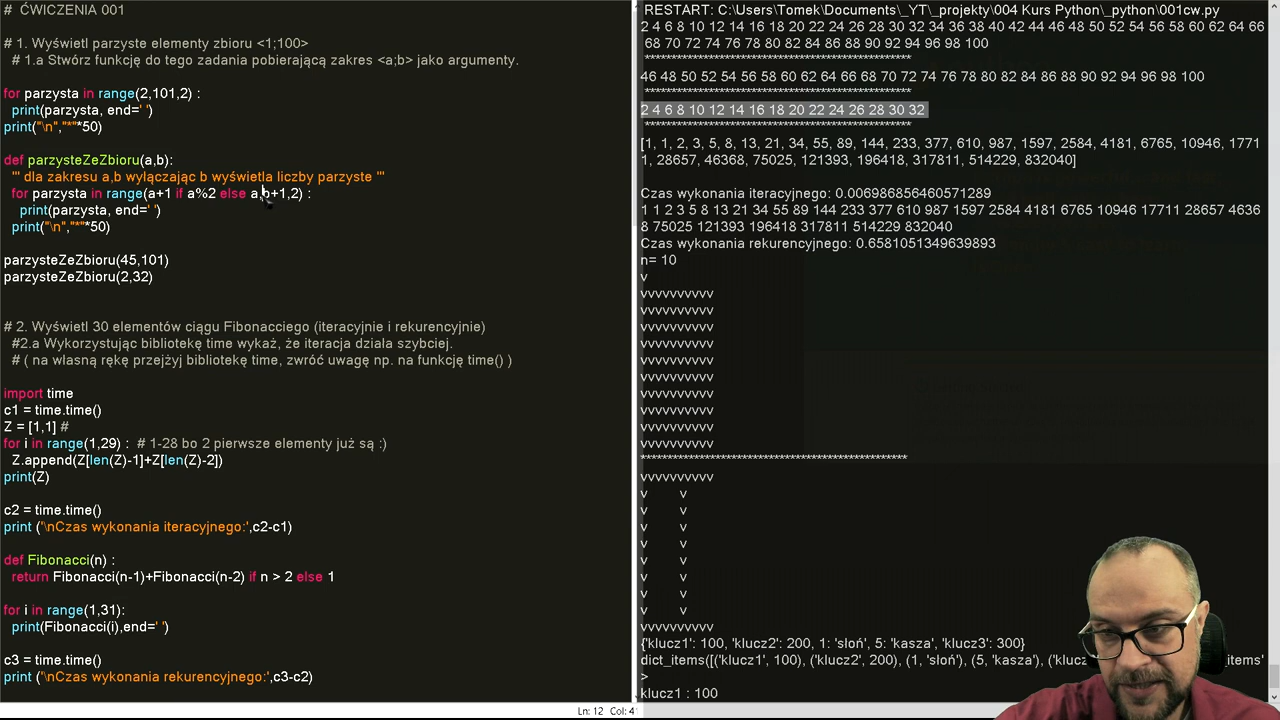 # ĆWICZENIA 001
# 1. Wyświetl parzyste elementy zbioru <1;100>
# 1.a Stwórz funkcję do tego zadania pobierającą zakres <a;b> jako argumenty.
for parzysta in range(2,101,2) :
print(parzysta, end=' ')
print("\n","*"*50)
def parzysteZeZbioru(a,b):
''' dla zakresu a,b wyłączając b wyświetla liczby parzyste '''
for parzysta in range(a+1 if a%2 else a,b+1,2) :
print(parzysta, end=' ')
print("\n","*"*50)
parzysteZeZbioru(45,101)
parzysteZeZbioru(2,32)
# 2. Wyświetl 30 elementów ciągu Fibonacciego (iteracyjnie i rekurencyjnie)
#2.a Wykorzystując bibliotekę time wykaż, że iteracja działa szybciej.
# ( na własną rękę przejżyj bibliotekę time, zwróć uwagę np. na funkcję time() )
import time
c1 = time.time()
Z = [1,1] #
for i in range(1,29) :  # 1-28 bo 2 pierwsze elementy już są :)
Z.append(Z[len(Z)-1]+Z[len(Z)-2])
print(Z)
c2 = time.time()
print ('\nCzas wykonania iteracyjnego:',c2-c1)
def Fibonacci(n) :
return Fibonacci(n-1)+Fibonacci(n-2) if n > 2 else 1
for i in range(1,31):
print(Fibonacci(i),end=' ')
c3 = time.time()
print ('\nCzas wykonania rekurencyjnego:',c3-c2)
RESTART: C:\Users\Tomek\Documents\_YT\_projekty\004 Kurs Python\_python\001cw.py
2 4 6 8 10 12 14 16 18 20 22 24 26 28 30 32 34 36 38 40 42 44 46 48 50 52 54 56 58 60 62 64 66
68 70 72 74 76 78 80 82 84 86 88 90 92 94 96 98 100
**************************************************
46 48 50 52 54 56 58 60 62 64 66 68 70 72 74 76 78 80 82 84 86 88 90 92 94 96 98 100
**************************************************
2 4 6 8 10 12 14 16 18 20 22 24 26 28 30 32
**************************************************
[1, 1, 2, 3, 5, 8, 13, 21, 34, 55, 89, 144, 233, 377, 610, 987, 1597, 2584, 4181, 6765, 10946, 1771
1, 28657, 46368, 75025, 121393, 196418, 317811, 514229, 832040]
Czas wykonania iteracyjnego: 0.006986856460571289
1 1 2 3 5 8 13 21 34 55 89 144 233 377 610 987 1597 2584 4181 6765 10946 17711 28657 4636
8 75025 121393 196418 317811 514229 832040
Czas wykonania rekurencyjnego: 0.6581051349639893
n= 10
v
vvvvvvvvvv
vvvvvvvvvv
vvvvvvvvvv
vvvvvvvvvv
vvvvvvvvvv
vvvvvvvvvv
vvvvvvvvvv
vvvvvvvvvv
vvvvvvvvvv
vvvvvvvvvv
**************************************************
vvvvvvvvvv
v v
v v
v v
v v
v v
v v
v v
v v
vvvvvvvvvv
{'klucz1': 100, 'klucz2': 200, 1: 'słoń', 5: 'kasza', 'klucz3': 300}
dict_items([('klucz1', 100), ('klucz2', 200), (1, 'słoń'), (5, 'kasza'), ('klucz
>
klucz1 : 100
Ln: 12 Col: 4